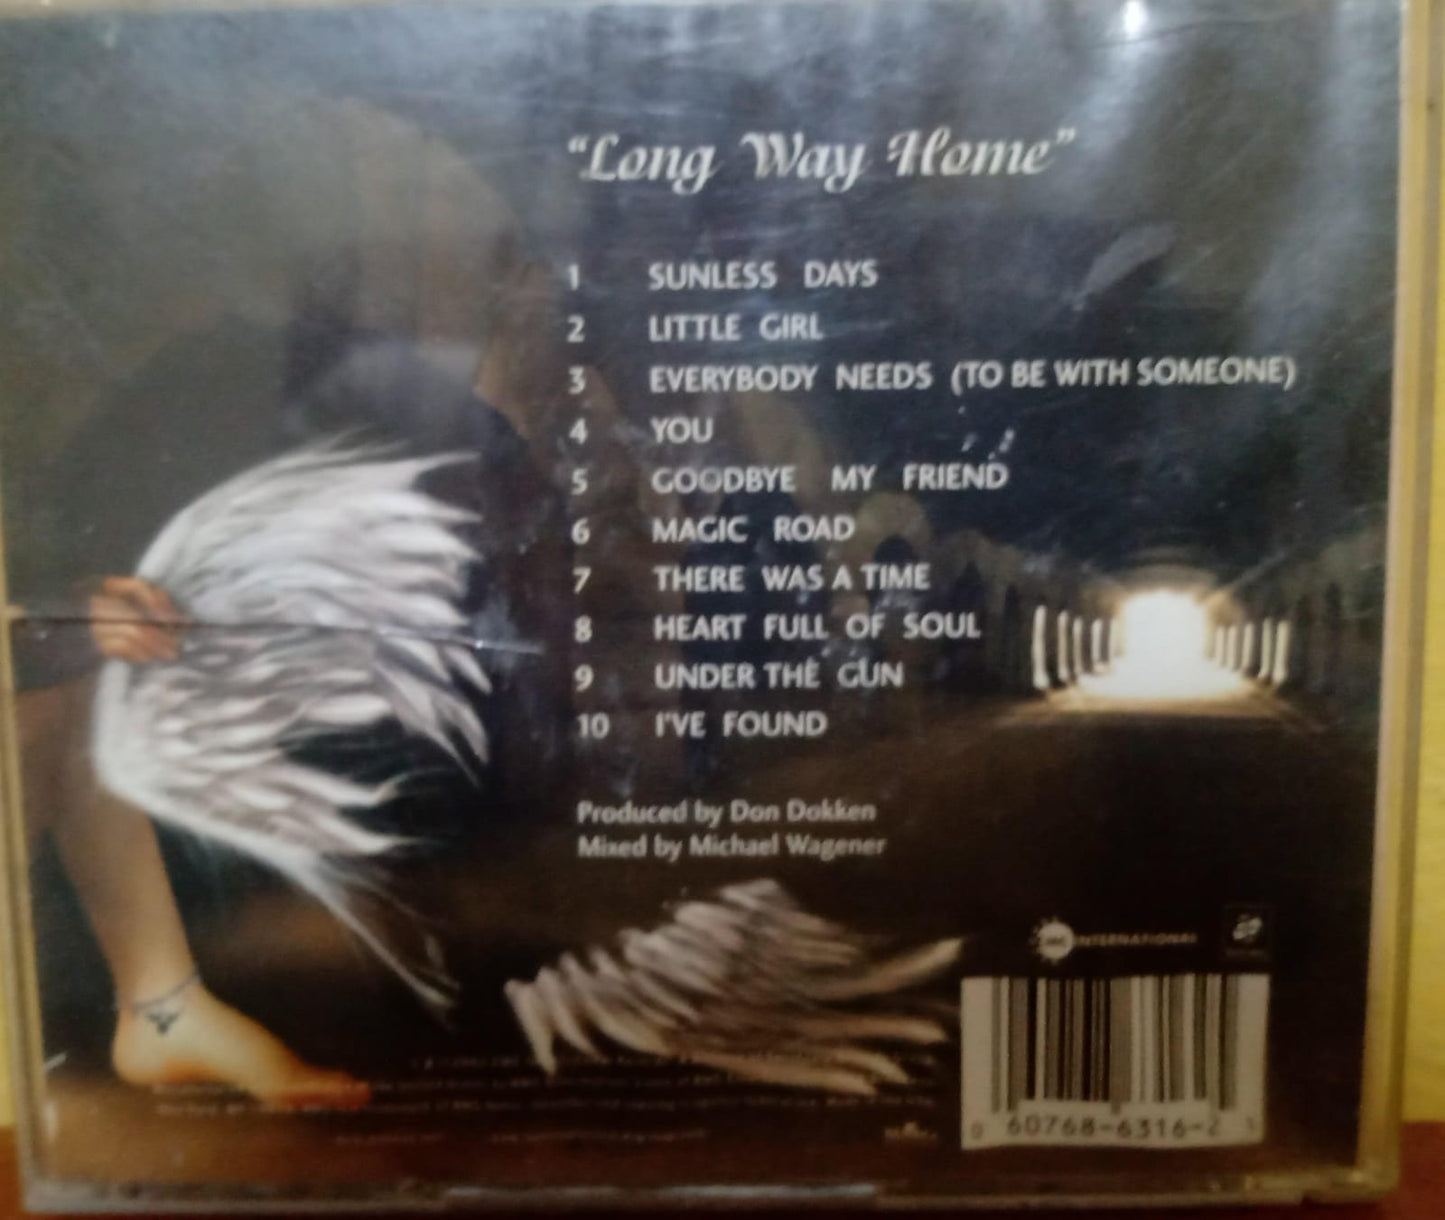 "Long Way Home"
1 SUNLESS DAYS
2 LITTLE GIRL
3 EVERYBODY NEEDS (TO BE WITH SOMEONE)
4 YOU
5 GOODBYE MY FRIEND
6 MAGIC ROAD
7 THERE WAS A TIME
8 HEART FULL OF SOUL
9 UNDER THE GUN
10 I'VE FOUND
Produced by Don Dokken
Mixed by Michael Wagener
INTERNATIONAL
60768-6316-2